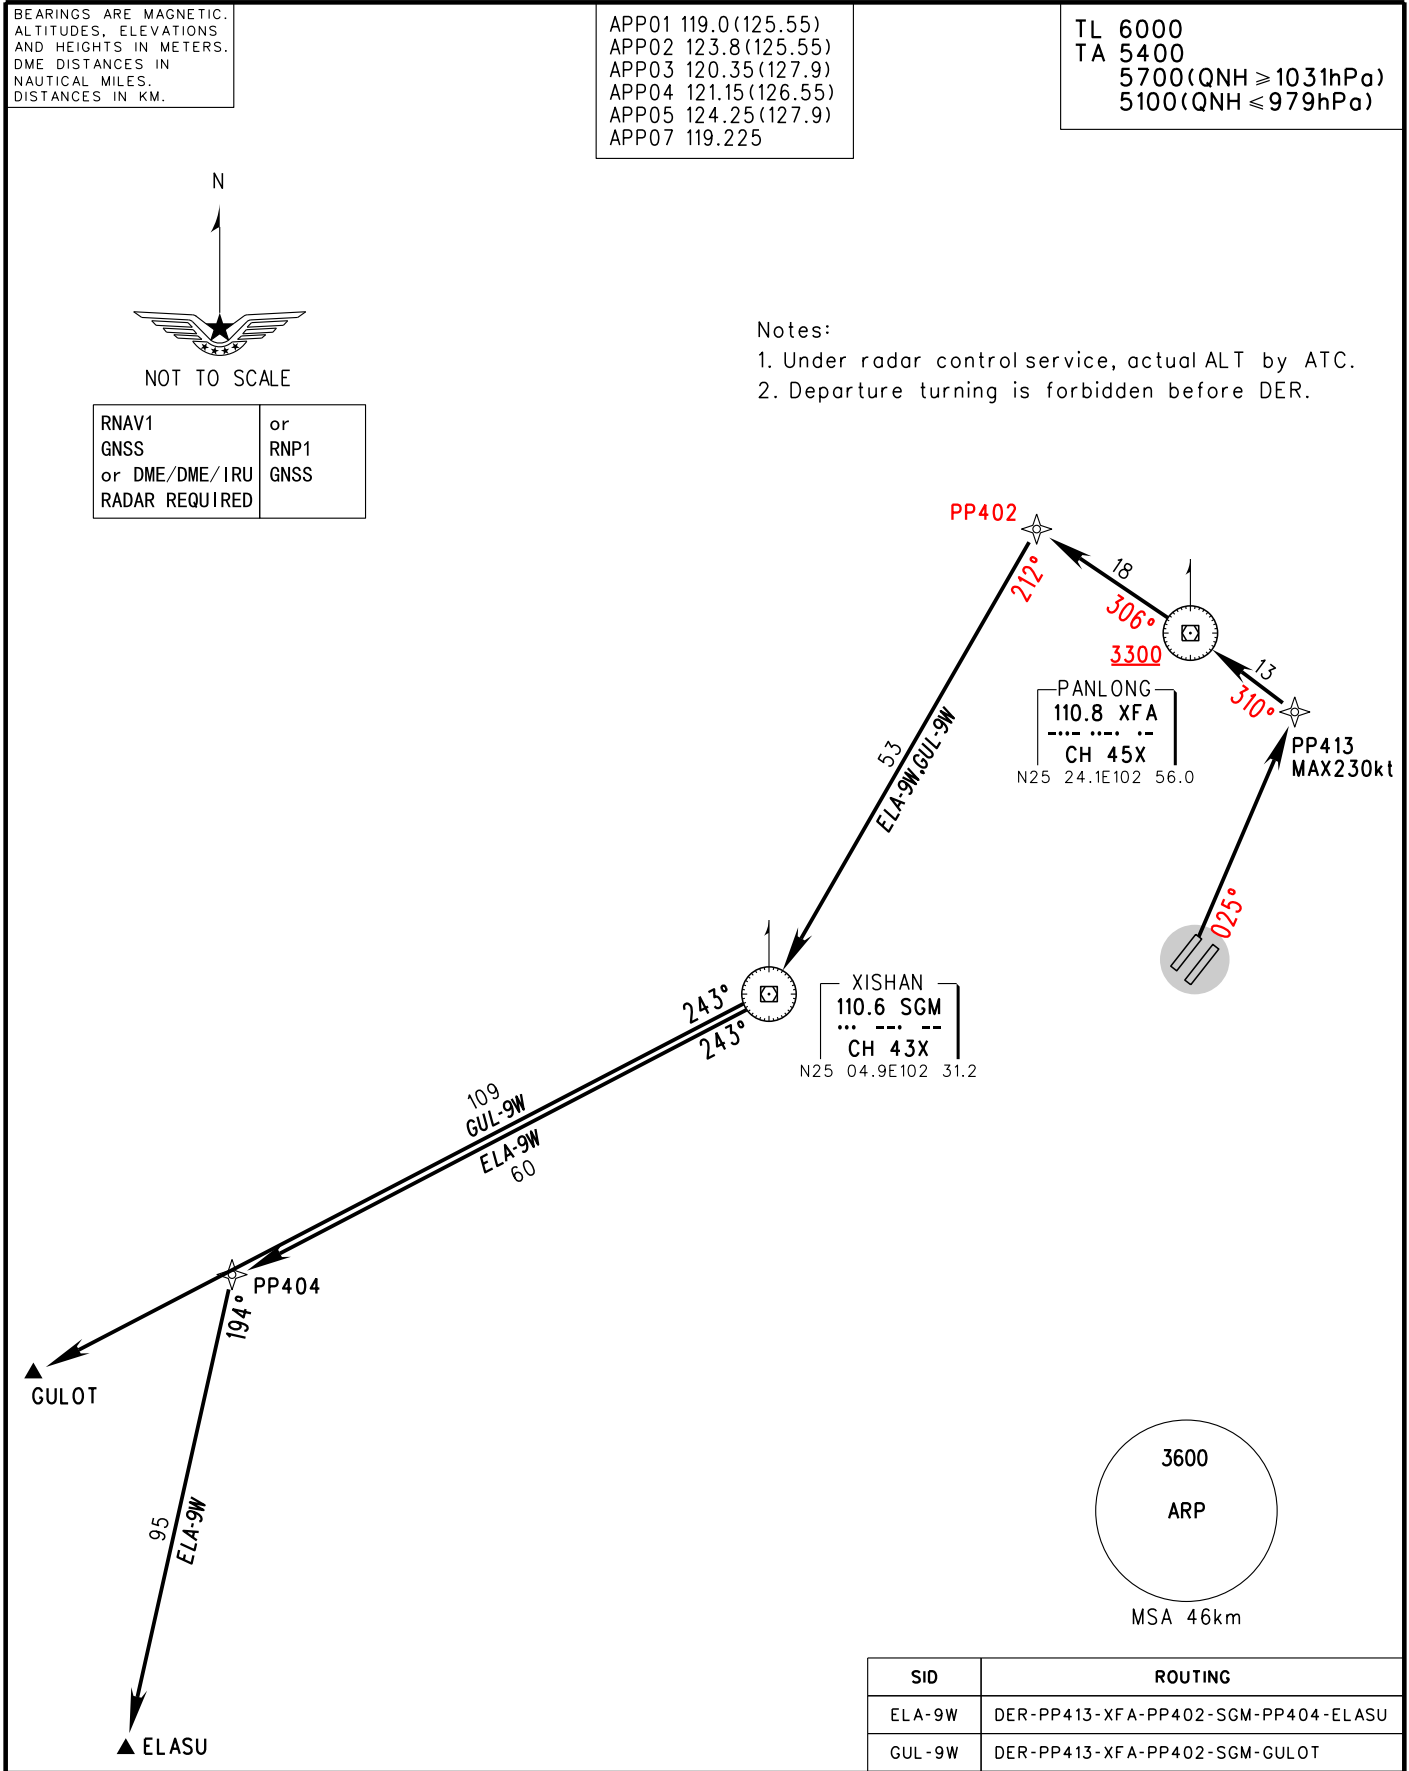 BEARINGS ARE MAGNETIC.
ALTITUDES, ELEVATIONS
AND HEIGHTS IN METERS.
DME DISTANCES IN
NAUTICAL MILES.
DISTANCES IN KM.
APP01 119.0(125.55)
APP02 123.8(125.55)
APP03 120.35(127.9)
APP04 121.15(126.55)
APP05 124.25(127.9)
APP07 119.225
TL 6000
TA 5400
5700(QNH ≥1031hPa)
5100(QNH ≤979hPa)
N
NOT TO SCALE
RNAV1
GNSS
or DME/DME/IRU
RADAR REQUIRED
or
RNP1
GNSS
Notes:
1. Under radar control service, actual ALT by ATC.
2. Departure turning is forbidden before DER.
PP402
212°
18
306°
3300
13
310°
PANLONG
110.8 XFA
CH 45X
N25 24.1E102 56.0
PP413
MAX230kt
025°
53
ELA-9W,GUL-9W
XISHAN
110.6 SGM
CH 43X
N25 04.9E102 31.2
243°
243°
109
GUL-9W
ELA-9W
60
PP404
194°
GULOT
95
ELA-9W
ELASU
3600
ARP
MSA 46km
SID ROUTING
ELA-9W DER-PP413-XFA-PP402-SGM-PP404-ELASU
GUL-9W DER-PP413-XFA-PP402-SGM-GULOT